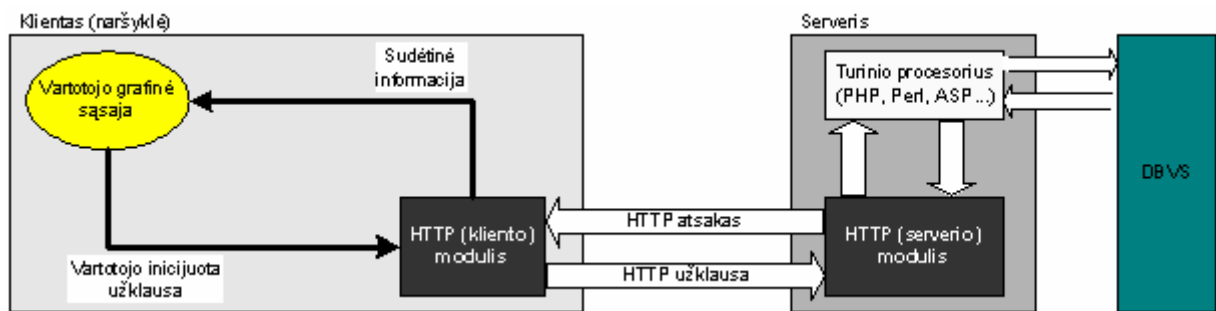 Klientas (naršyklė)
Serveris
Sudėtinė
informacija
Vartotojo grafinė
sąsaja
Turinio procesorius
(PHP, Perl, ASP...)
DBVS
HTTP (kliento)
modulis
HTTP atsakas
HTTP (serverio)
modulis
HTTP užklausa
Vartotojo inicijuota
užklausa